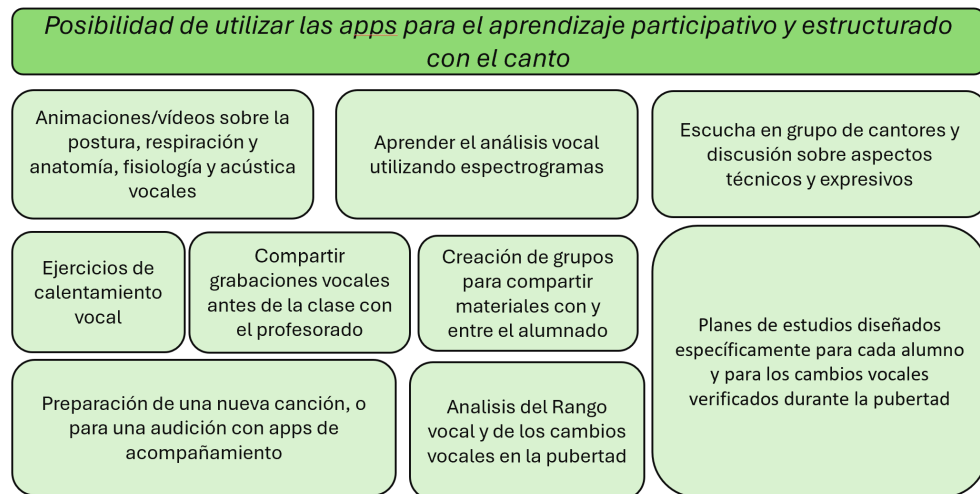 Posibilidad de utilizar las apps para el aprendizaje participativo y estructurado
con el canto
Animaciones/vídeos sobre la
postura, respiración y
anatomía, fisiología y acústica
vocales
Aprender el análisis vocal
utilizando espectrogramas
Escucha en grupo de cantores y
discusión sobre aspectos
técnicos y expresivos
Ejercicios de
calentamiento
vocal
Compartir
grabaciones vocales
antes de la clase con
el profesorado
Creación de grupos
para compartir
materiales con y
entre el alumnado
Planes de estudios diseñados
específicamente para cada alumno
y para los cambios vocales
verificados durante la pubertad
Preparación de una nueva canción, o
para una audición con apps de
acompañamiento
Analisis del Rango
vocal y de los cambios
vocales en la pubertad